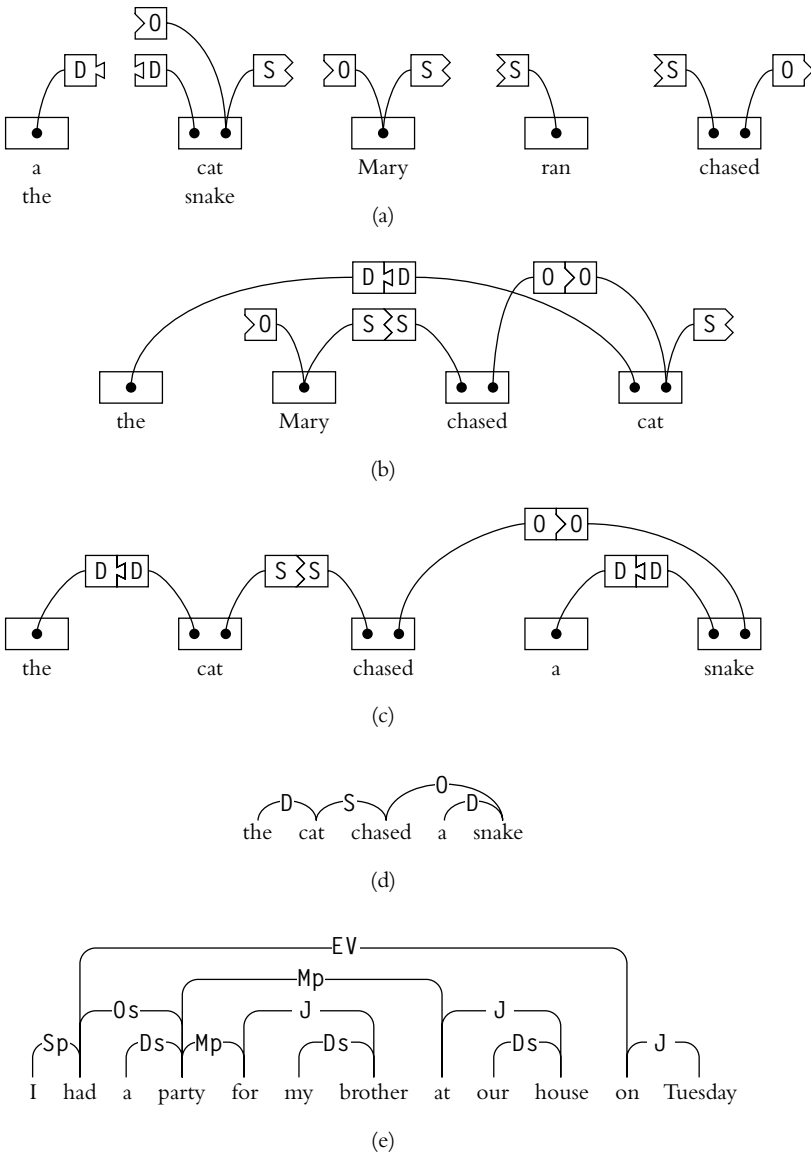 O
D D S O S S S O
a cat Mary ran chased
the snake
(a)
D D O O
O S S S
the Mary chased cat
(b)
O O
D D S S D D
the cat chased a snake
(c)
O
D S D
the cat chased a snake
(d)
EV
Mp
Os J J
Sp Ds Mp Ds Ds J
I had a party for my brother at our house on Tuesday
(e)